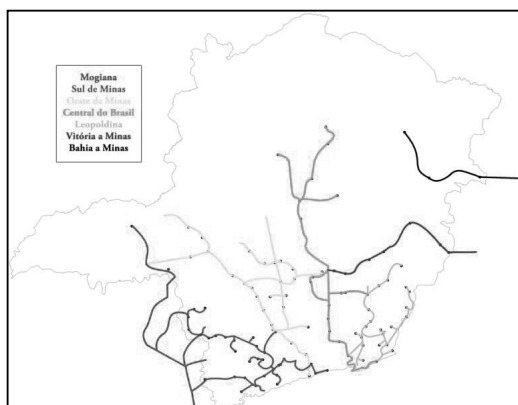 Mogiana
Sul de Minas
Oeste de Minas
Central do Brasil
Leopoldina
Vitória a Minas
Bahia a Minas